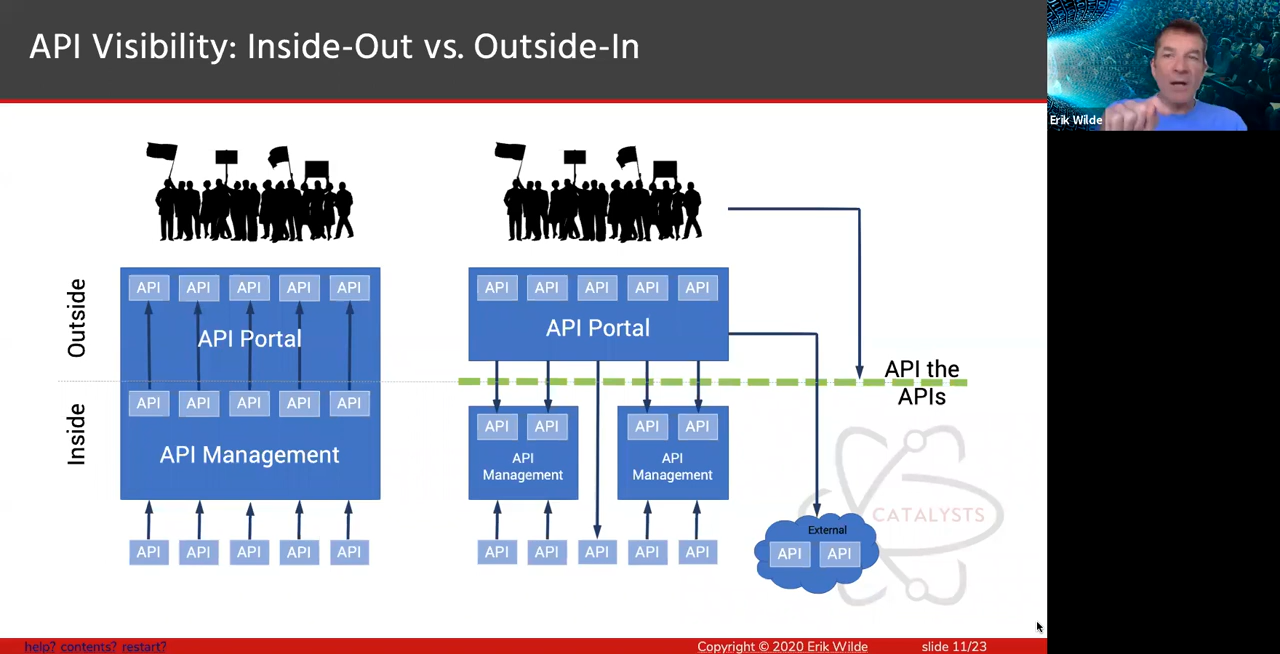 API Visibility: Inside-Out vs. Outside-In
Erik Wilde
Outside
Inside
API API API API API
API Portal
API API API API API
API Management
API API API API API
API API API API API
API Portal
API the
APIs
API API
API
Management
API API
API
Management
API API API API API
External
API API
CATALYSTS
help? contents? restart?
Copyright © 2020 Erik Wilde
slide 11/23